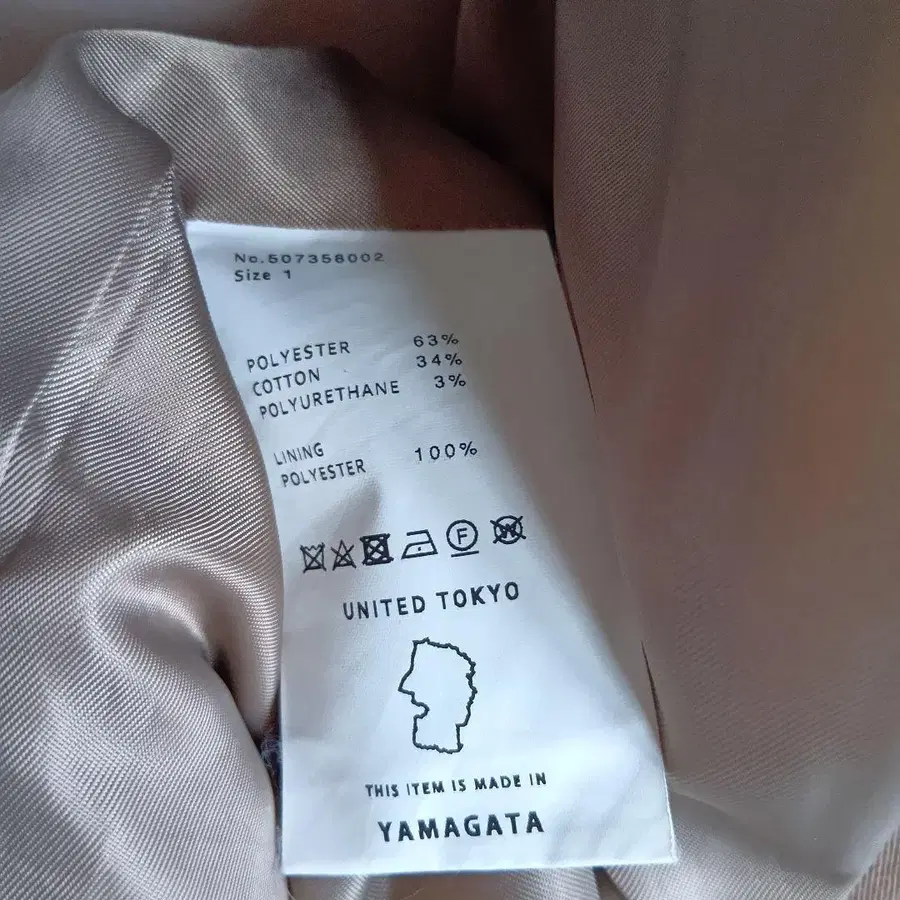 No.507358002
Size 1
POLYESTER 63%
COTTON 34%
POLYURETHANE 3%
LINING
POLYESTER 100%
F W
UNITED TOKYO
THIS ITEM IS MADE IN
YAMAGATA